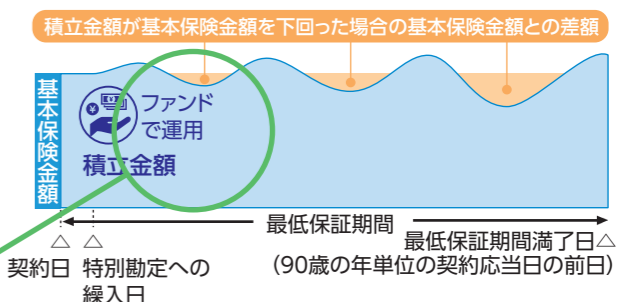 積立金額が基本保険金額を下回った場合の基本保険金額との差額
基本保険金額
ファンド
で運用
積立金額
最低保証期間
最低保証期間満了日△
(90歳の年単位の契約応当日の前日)
△ △
契約日 特別勘定への
繰入日